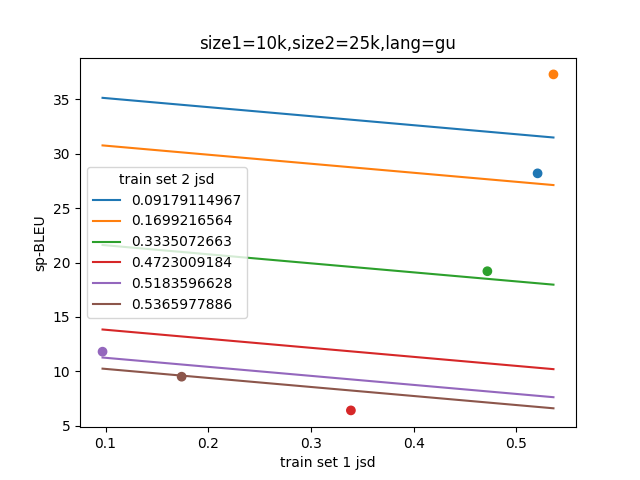 size1=10k,size2=25k,lang=gu
sp-BLEU
35
30
25
20
15
10
5
train set 2 jsd
0.09179114967
0.1699216564
0.3335072663
0.4723009184
0.5183596628
0.5365977886
0.1 0.2 0.3 0.4 0.5
train set 1 jsd